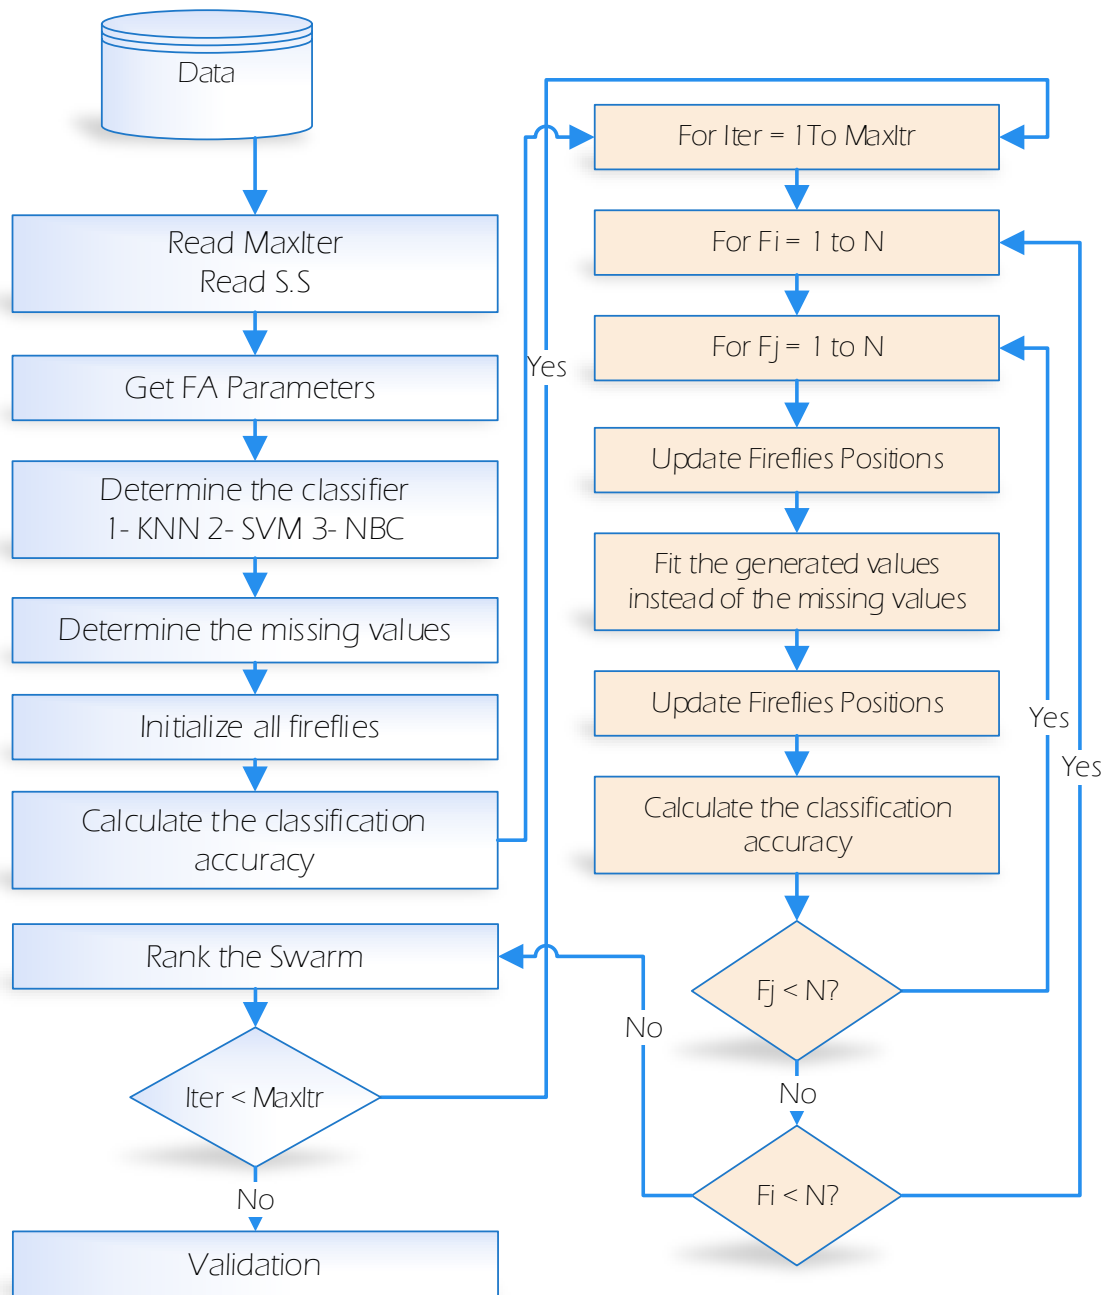 Data
Read MaxIter
Read S.S
Get FA Parameters
Determine the classifier
1- KNN 2- SVM 3- NBC
Determine the missing values
Initialize all fireflies
Calculate the classification
accuracy
Rank the Swarm
Iter < MaxItr
No
Validation
Yes
For Iter = 1To MaxItr
For Fi = 1 to N
For Fj = 1 to N
Update Fireflies Positions
Fit the generated values
instead of the missing values
Update Fireflies Positions
Calculate the classification
accuracy
Fj < N?
Yes
No
Fi < N?
Yes
No